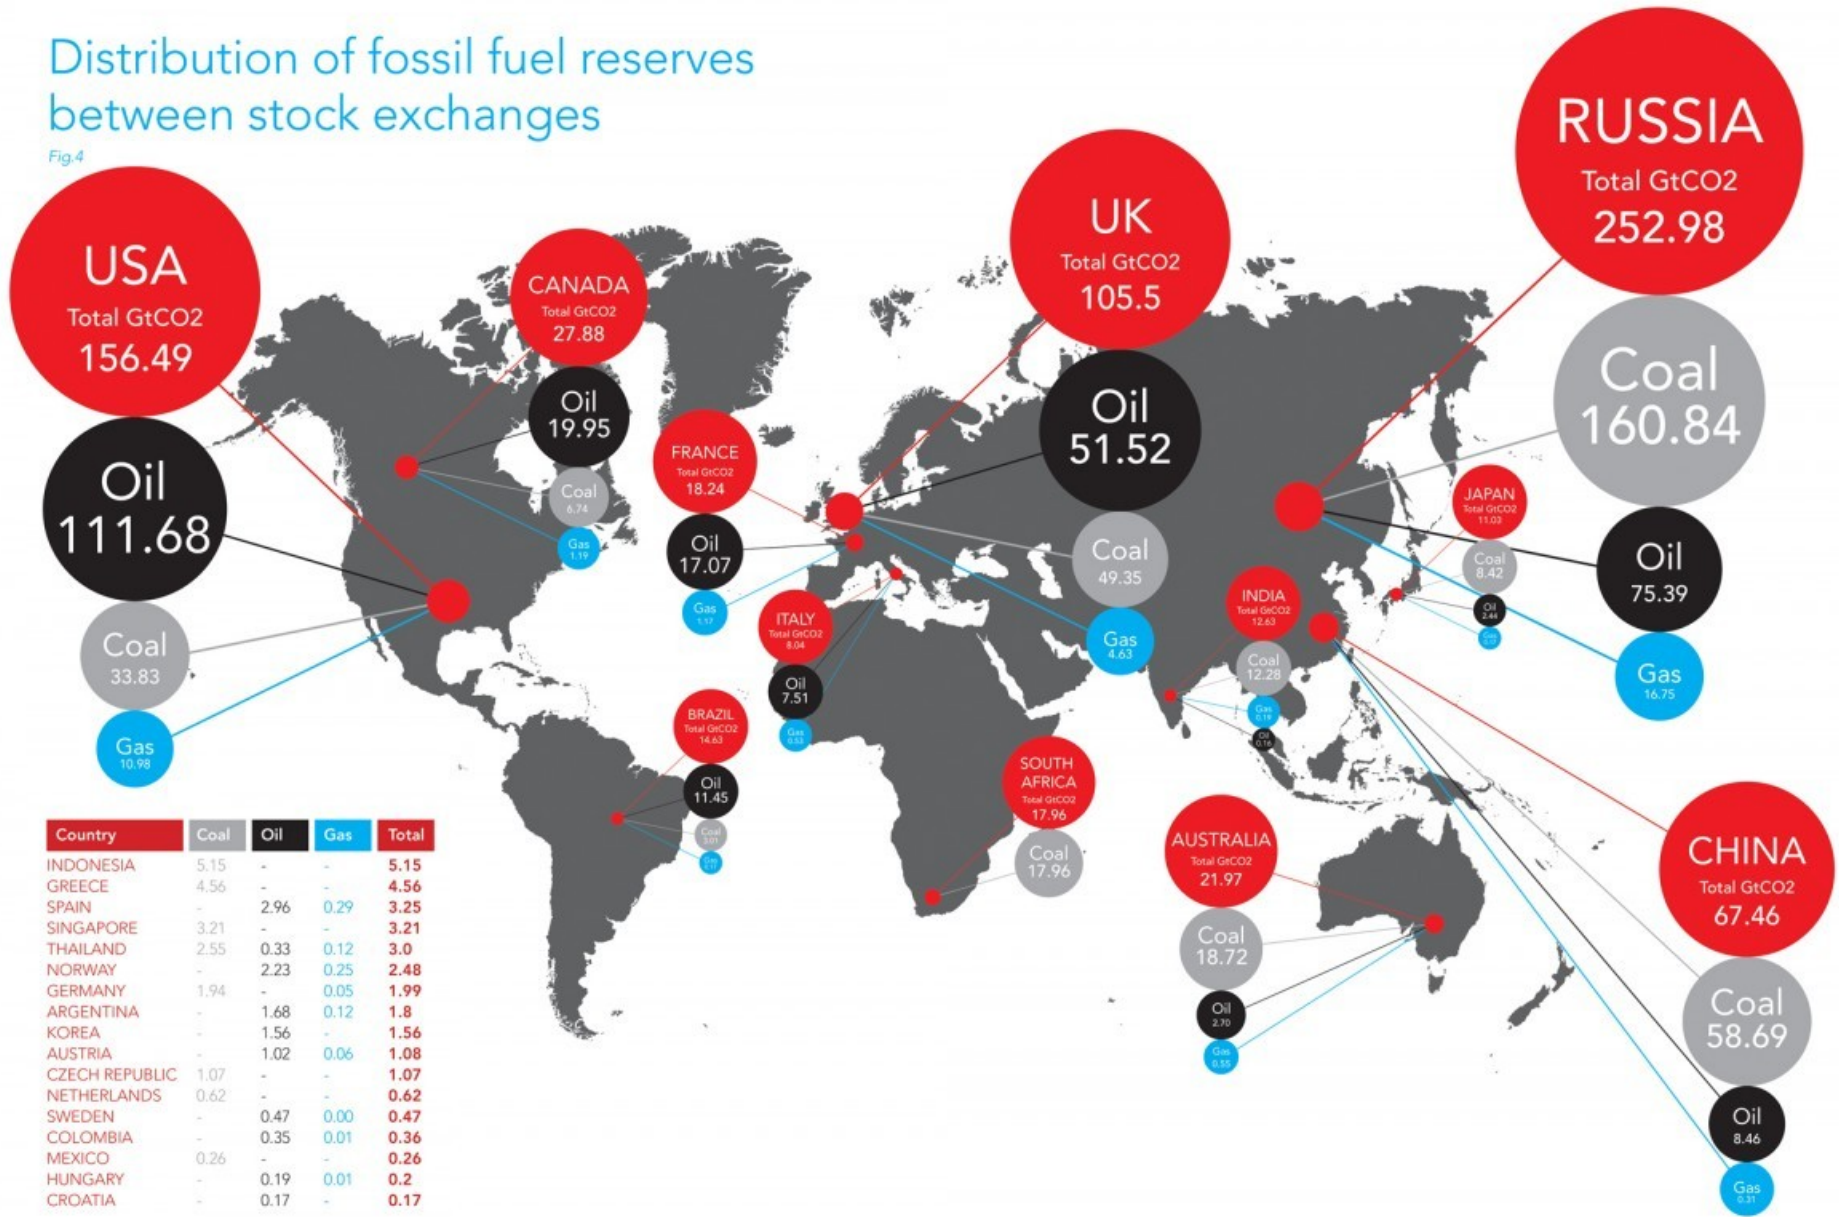 Distribution of fossil fuel reserves
between stock exchanges
Fig.4
USA
Total GtCO2
156.49
Oil
111.68
Coal
33.83
Gas
10.98
CANADA
Total GtCO2
27.88
Oil
19.95
Coal
6.74
Gas
1.19
FRANCE
Total GtCO2
18.24
Oil
17.07
Gas
1.17
ITALY
Total GtCO2
8.04
Oil
7.51
Gas
0.53
BRAZIL
Total GtCO2
14.63
Oil
11.45
Coal
3.01
Gas
0.17
UK
Total GtCO2
105.5
Oil
51.52
Coal
49.35
Gas
4.63
SOUTH
AFRICA
Total GtCO2
17.96
Coal
17.96
RUSSIA
Total GtCO2
252.98
Coal
160.84
Oil
75.39
Gas
16.75
JAPAN
Total GtCO2
11.03
Coal
8.42
Oil
2.44
Gas
INDIA
Total GtCO2
12.63
Coal
12.28
Gas
0.19
Oil
0.16
AUSTRALIA
Total GtCO2
21.97
Coal
18.72
Oil
2.70
Gas
0.55
CHINA
Total GtCO2
67.46
Coal
58.69
Oil
8.46
Gas
0.31
Country Coal Oil Gas Total
INDONESIA 5.15 - - 5.15
GREECE 4.56 - - 4.56
SPAIN - 2.96 0.29 3.25
SINGAPORE 3.21 - - 3.21
THAILAND 2.55 0.33 0.12 3.0
NORWAY - 2.23 0.25 2.48
GERMANY 1.94 - 0.05 1.99
ARGENTINA - 1.68 0.12 1.8
KOREA - 1.56 - 1.56
AUSTRIA - 1.02 0.06 1.08
CZECH REPUBLIC 1.07 - - 1.07
NETHERLANDS 0.62 - - 0.62
SWEDEN - 0.47 0.00 0.47
COLOMBIA - 0.35 0.01 0.36
MEXICO 0.26 - - 0.26
HUNGARY - 0.19 0.01 0.2
CROATIA - 0.17 - 0.17